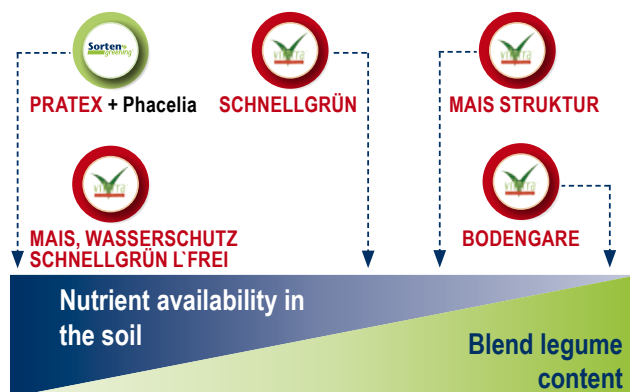 Sorten
greening
PRATEX + Phacelia
SCHNELLGRÜN
MAIS STRUKTUR
MAIS, WASSERSCHUTZ
SCHNELLGRÜN L`FREI
BODENGARE
Nutrient availability in
the soil
Blend legume
content